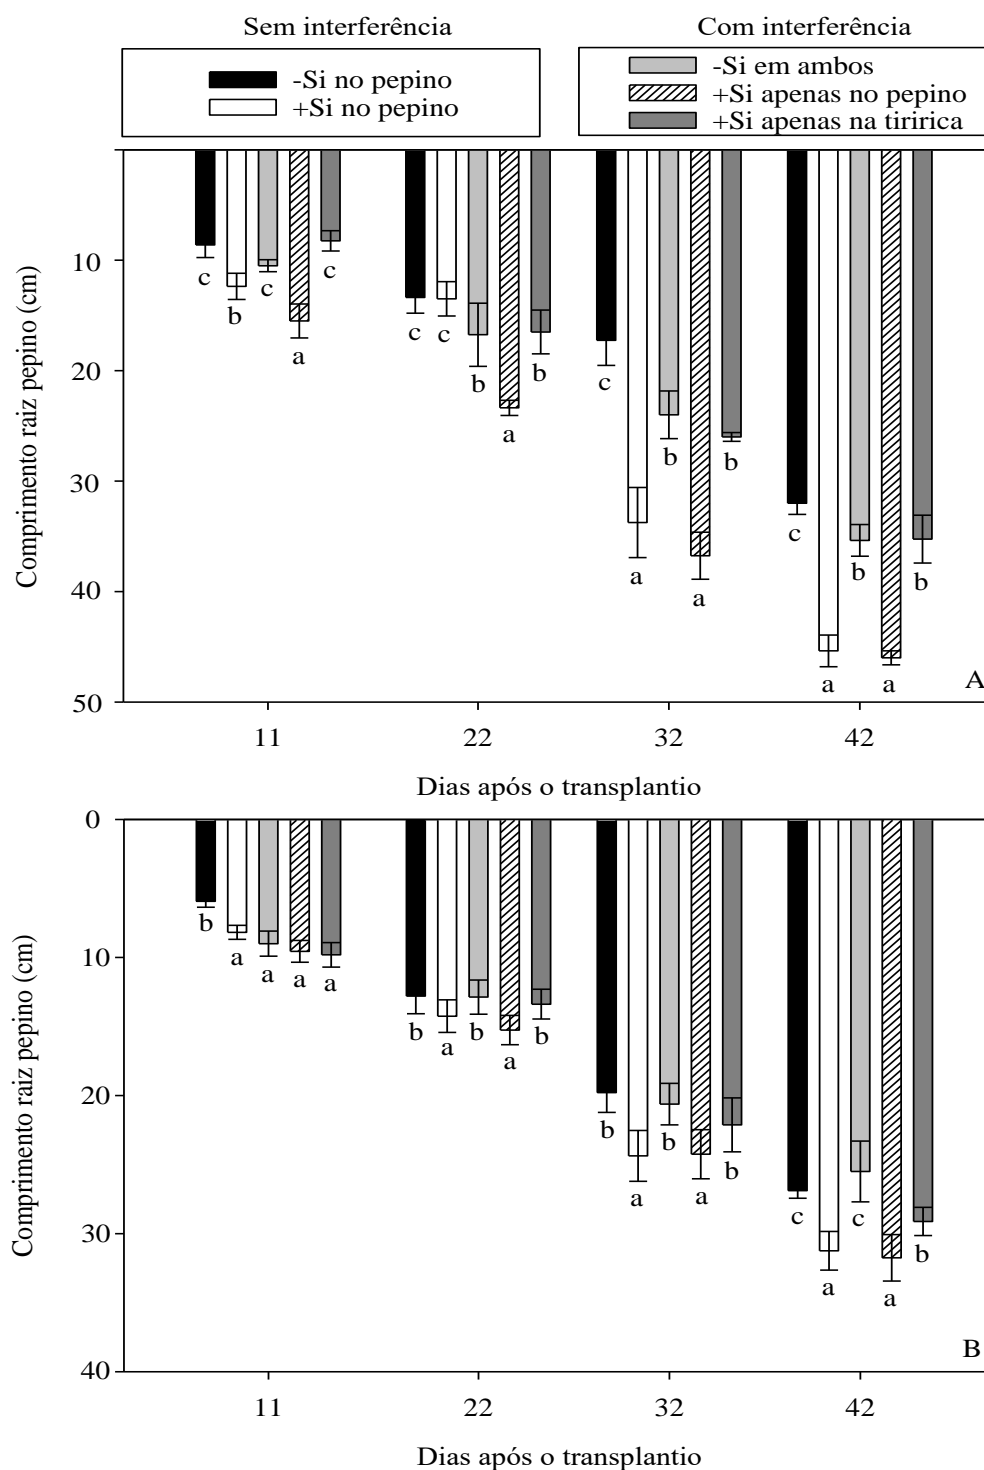 Sem interferência
Com interferência
-Si no pepino
+Si no pepino
-Si em ambos
+Si apenas no pepino
+Si apenas na tiririca
Comprimento raiz pepino (cm)
10
20
30
40
50
c
b
c
a
c
c
c
b
a
b
c
a
b
a
b
c
a
b
a
b
A
11
22
32
42
Dias após o transplantio
Comprimento raiz pepino (cm)
0
10
20
30
40
b
a
a
a
a
b
a
b
a
b
b
a
b
a
b
c
a
c
a
b
B
11
22
32
42
Dias após o transplantio